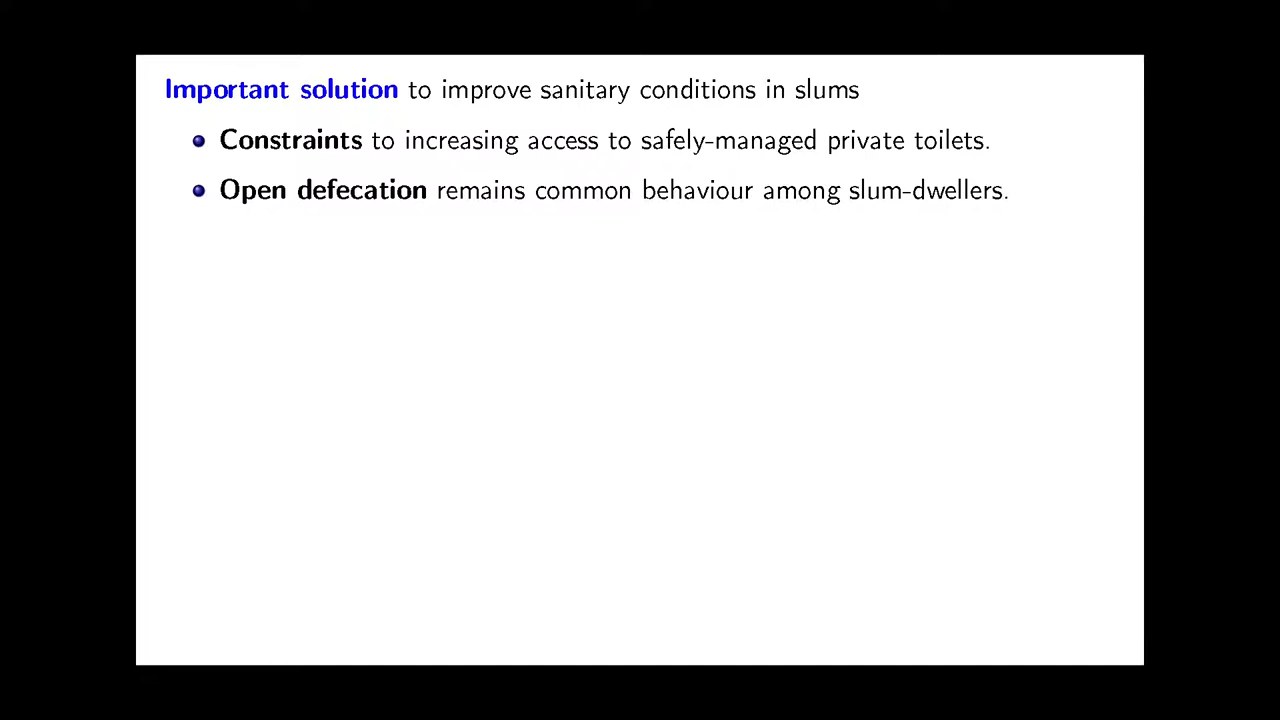 Important solution to improve sanitary conditions in slums
Constraints to increasing access to safely-managed private toilets.
Open defecation remains common behaviour among slum-dwellers.